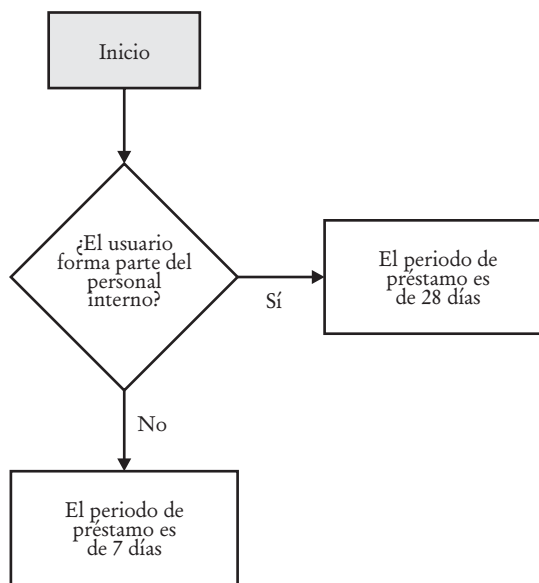 Inicio
¿El usuario
forma parte del
personal
interno?
Sí
El periodo de
préstamo es
de 28 días
No
El periodo de
préstamo es
de 7 días